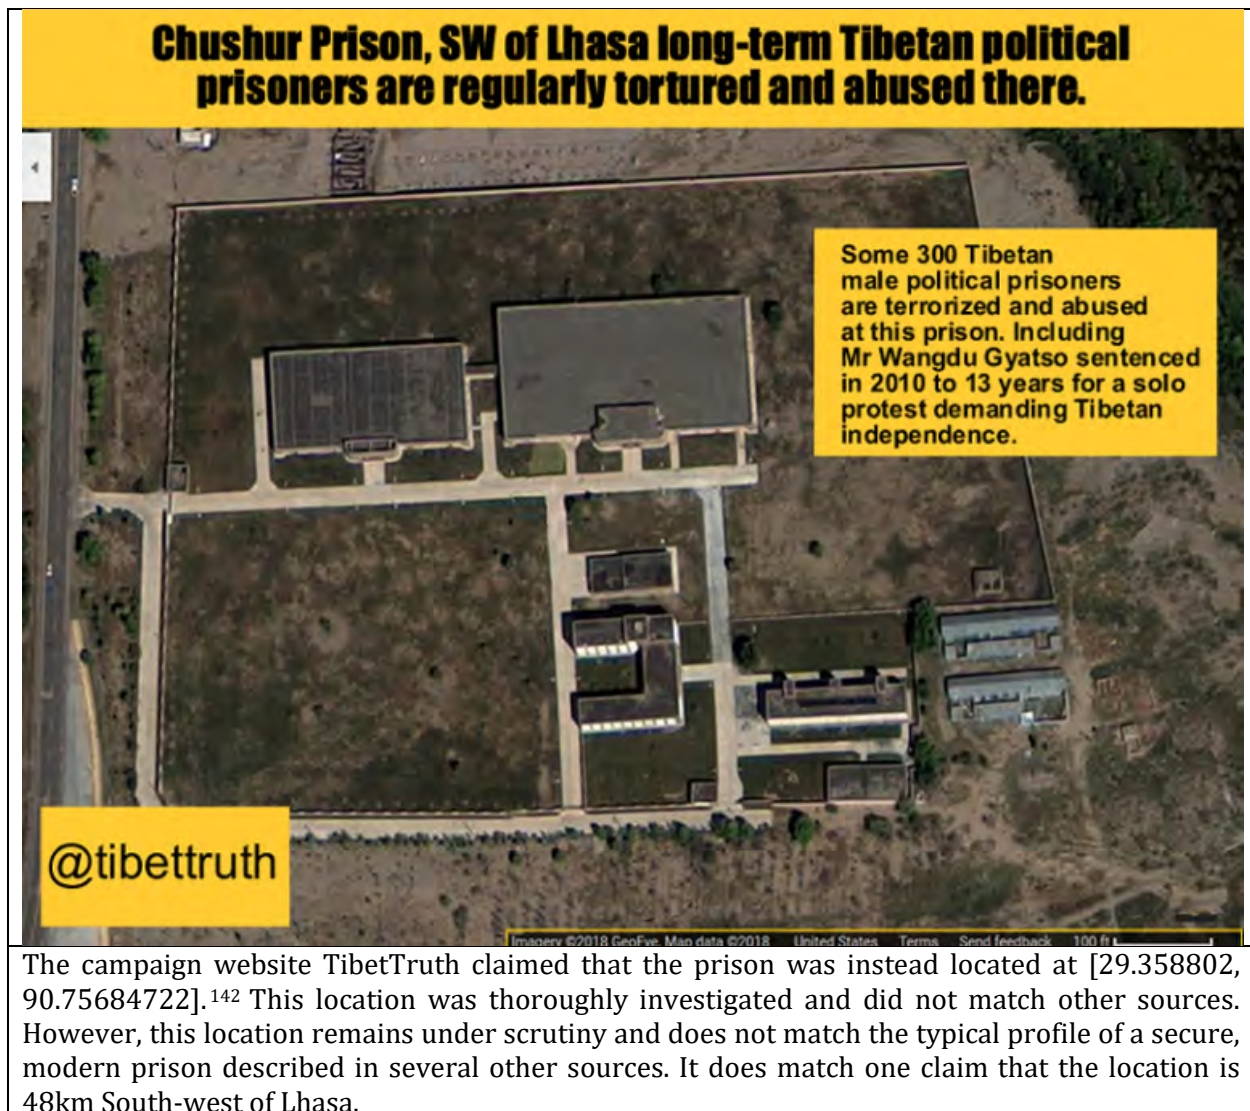 Chushur Prison, SW of Lhasa long-term Tibetan political
prisoners are regularly tortured and abused there.
Some 300 Tibetan
male political prisoners
are terrorized and abused
at this prison. Including
Mr Wangdu Gyatso sentenced
in 2010 to 13 years for a solo
protest demanding Tibetan
independence.
@tibettruth
Imagery ©2018 GeoEye, Map data ©2018 United States Terms Send feedback 100 ft
The campaign website TibetTruth claimed that the prison was instead located at [29.358802,
90.75684722].142 This location was thoroughly investigated and did not match other sources.
However, this location remains under scrutiny and does not match the typical profile of a secure,
modern prison described in several other sources. It does match one claim that the location is
48km South-west of Lhasa.